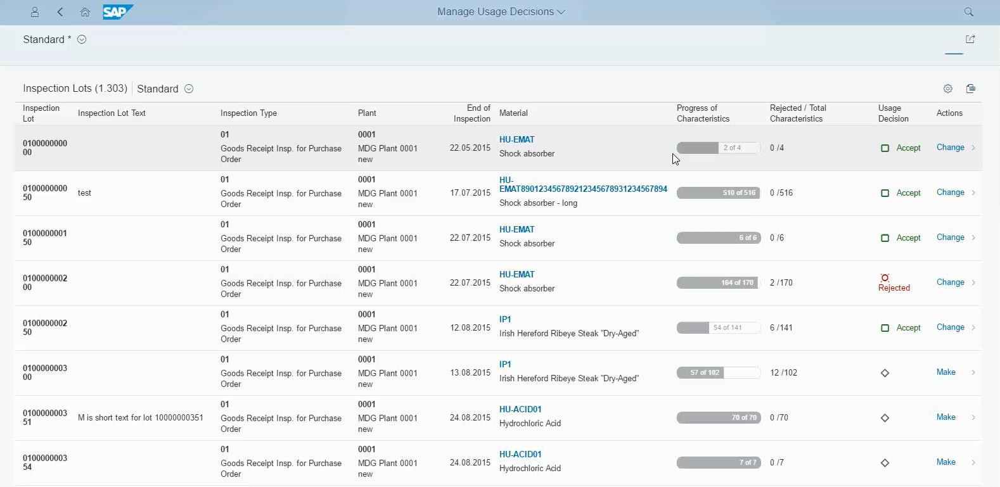 SAP
Manage Usage Decisions
Standard *
Inspection Lots (1.303) Standard
Inspection Lot Inspection Lot Text Inspection Type Plant End of Inspection Material Progress of Characteristics Rejected / Total Characteristics Usage Decision Actions
010000000000
01
Goods Receipt Insp. for Purchase Order
0001
MDG Plant 0001 new
22.05.2015
HU-EMAT
Shock absorber
2 of 4
0 /4
Accept
Change
010000000050
test
01
Goods Receipt Insp. for Purchase Order
0001
MDG Plant 0001 new
17.07.2015
HU-
EMAT890123456789212345678931234567894
Shock absorber - long
510 of 516
0 /516
Accept
Change
010000000150
01
Goods Receipt Insp. for Purchase Order
0001
MDG Plant 0001 new
22.07.2015
HU-EMAT
Shock absorber
6 of 6
0 /6
Accept
Change
010000000200
01
Goods Receipt Insp. for Purchase Order
0001
MDG Plant 0001 new
22.07.2015
HU-EMAT
Shock absorber
164 of 170
2 /170
Rejected
Change
010000000250
01
Goods Receipt Insp. for Purchase Order
0001
MDG Plant 0001 new
12.08.2015
IP1
Irish Hereford Ribeye Steak "Dry-Aged"
54 of 141
6 /141
Accept
Change
010000000300
01
Goods Receipt Insp. for Purchase Order
0001
MDG Plant 0001 new
13.08.2015
IP1
Irish Hereford Ribeye Steak "Dry-Aged"
57 of 102
12 /102
Make
010000000351
M is short text for lot 10000000351
01
Goods Receipt Insp. for Purchase Order
0001
MDG Plant 0001 new
24.08.2015
HU-ACID01
Hydrochloric Acid
70 of 70
0 /70
Make
010000000354
01
Goods Receipt Insp. for Purchase Order
0001
MDG Plant 0001 new
24.08.2015
HU-ACID01
Hydrochloric Acid
7 of 7
0 /7
Make